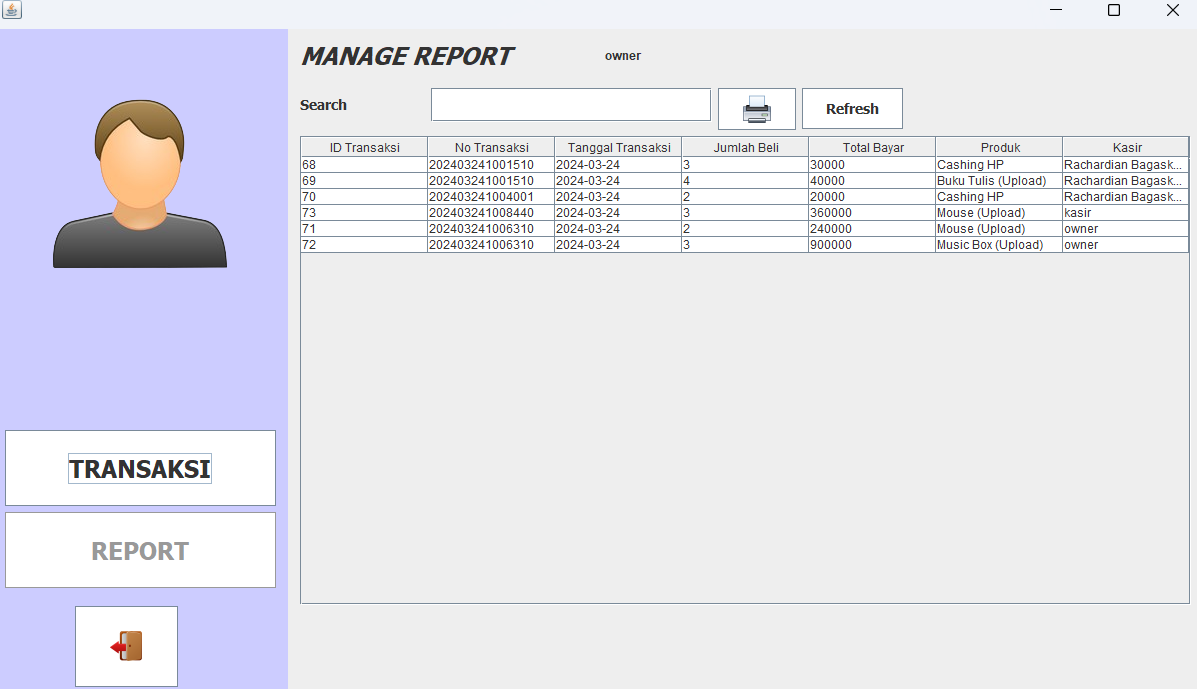 MANAGE REPORT owner
Search Refresh
ID Transaksi No Transaksi Tanggal Transaksi Jumlah Beli Total Bayar Produk Kasir
68 202403241001510 2024-03-24 3 30000 Cashing HP Rachardian Bagask...
69 202403241001510 2024-03-24 4 40000 Buku Tulis (Upload) Rachardian Bagask...
70 202403241004001 2024-03-24 2 20000 Cashing HP Rachardian Bagask...
73 202403241008440 2024-03-24 3 360000 Mouse (Upload) kasir
71 202403241006310 2024-03-24 2 240000 Mouse (Upload) owner
72 202403241006310 2024-03-24 3 900000 Music Box (Upload) owner
TRANSAKSI
REPORT